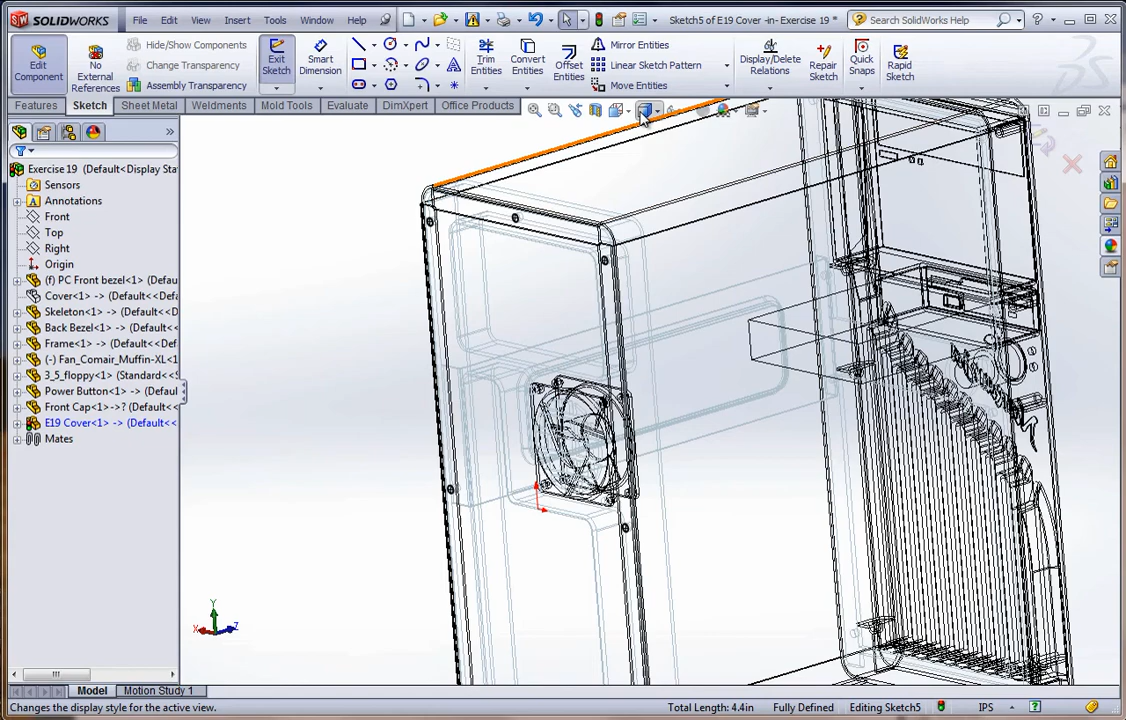 SOLIDWORKS File Edit View Insert Tools Window Help Sketch5 of E19 Cover -in- Exercise 19 * Search SolidWorks Help
Edit Component
No External References
Hide/Show Components
Change Transparency
Assembly Transparency
Exit Sketch
Smart Dimension
Trim Entities
Convert Entities
Offset Entities
Mirror Entities
Linear Sketch Pattern
Move Entities
Display/Delete Relations
Repair Sketch
Quick Snaps
Rapid Sketch
Features Sketch Sheet Metal Weldments Mold Tools Evaluate DimXpert Office Products
Exercise 19 (Default<Display Sta
Sensors
Annotations
Front
Top
Right
Origin
(f) PC Front bezel<1> (Defau
Cover<1> -> (Default<<Defa
Skeleton<1> -> (Default<<D
Back Bezel<1> -> (Default<
Frame<1> -> (Default<<Def
(-) Fan_Comair_Muffin-XL<1
3_5_floppy<1> (Standard<<S
Power Button<1> -> (Defaul
Front Cap<1> ->? (Default<
E19 Cover<1> -> (Default<<
Mates
Y
X
Z
Model Motion Study 1
Changes the display style for the active view. Total Length: 4.4in Fully Defined Editing Sketch5 IPS